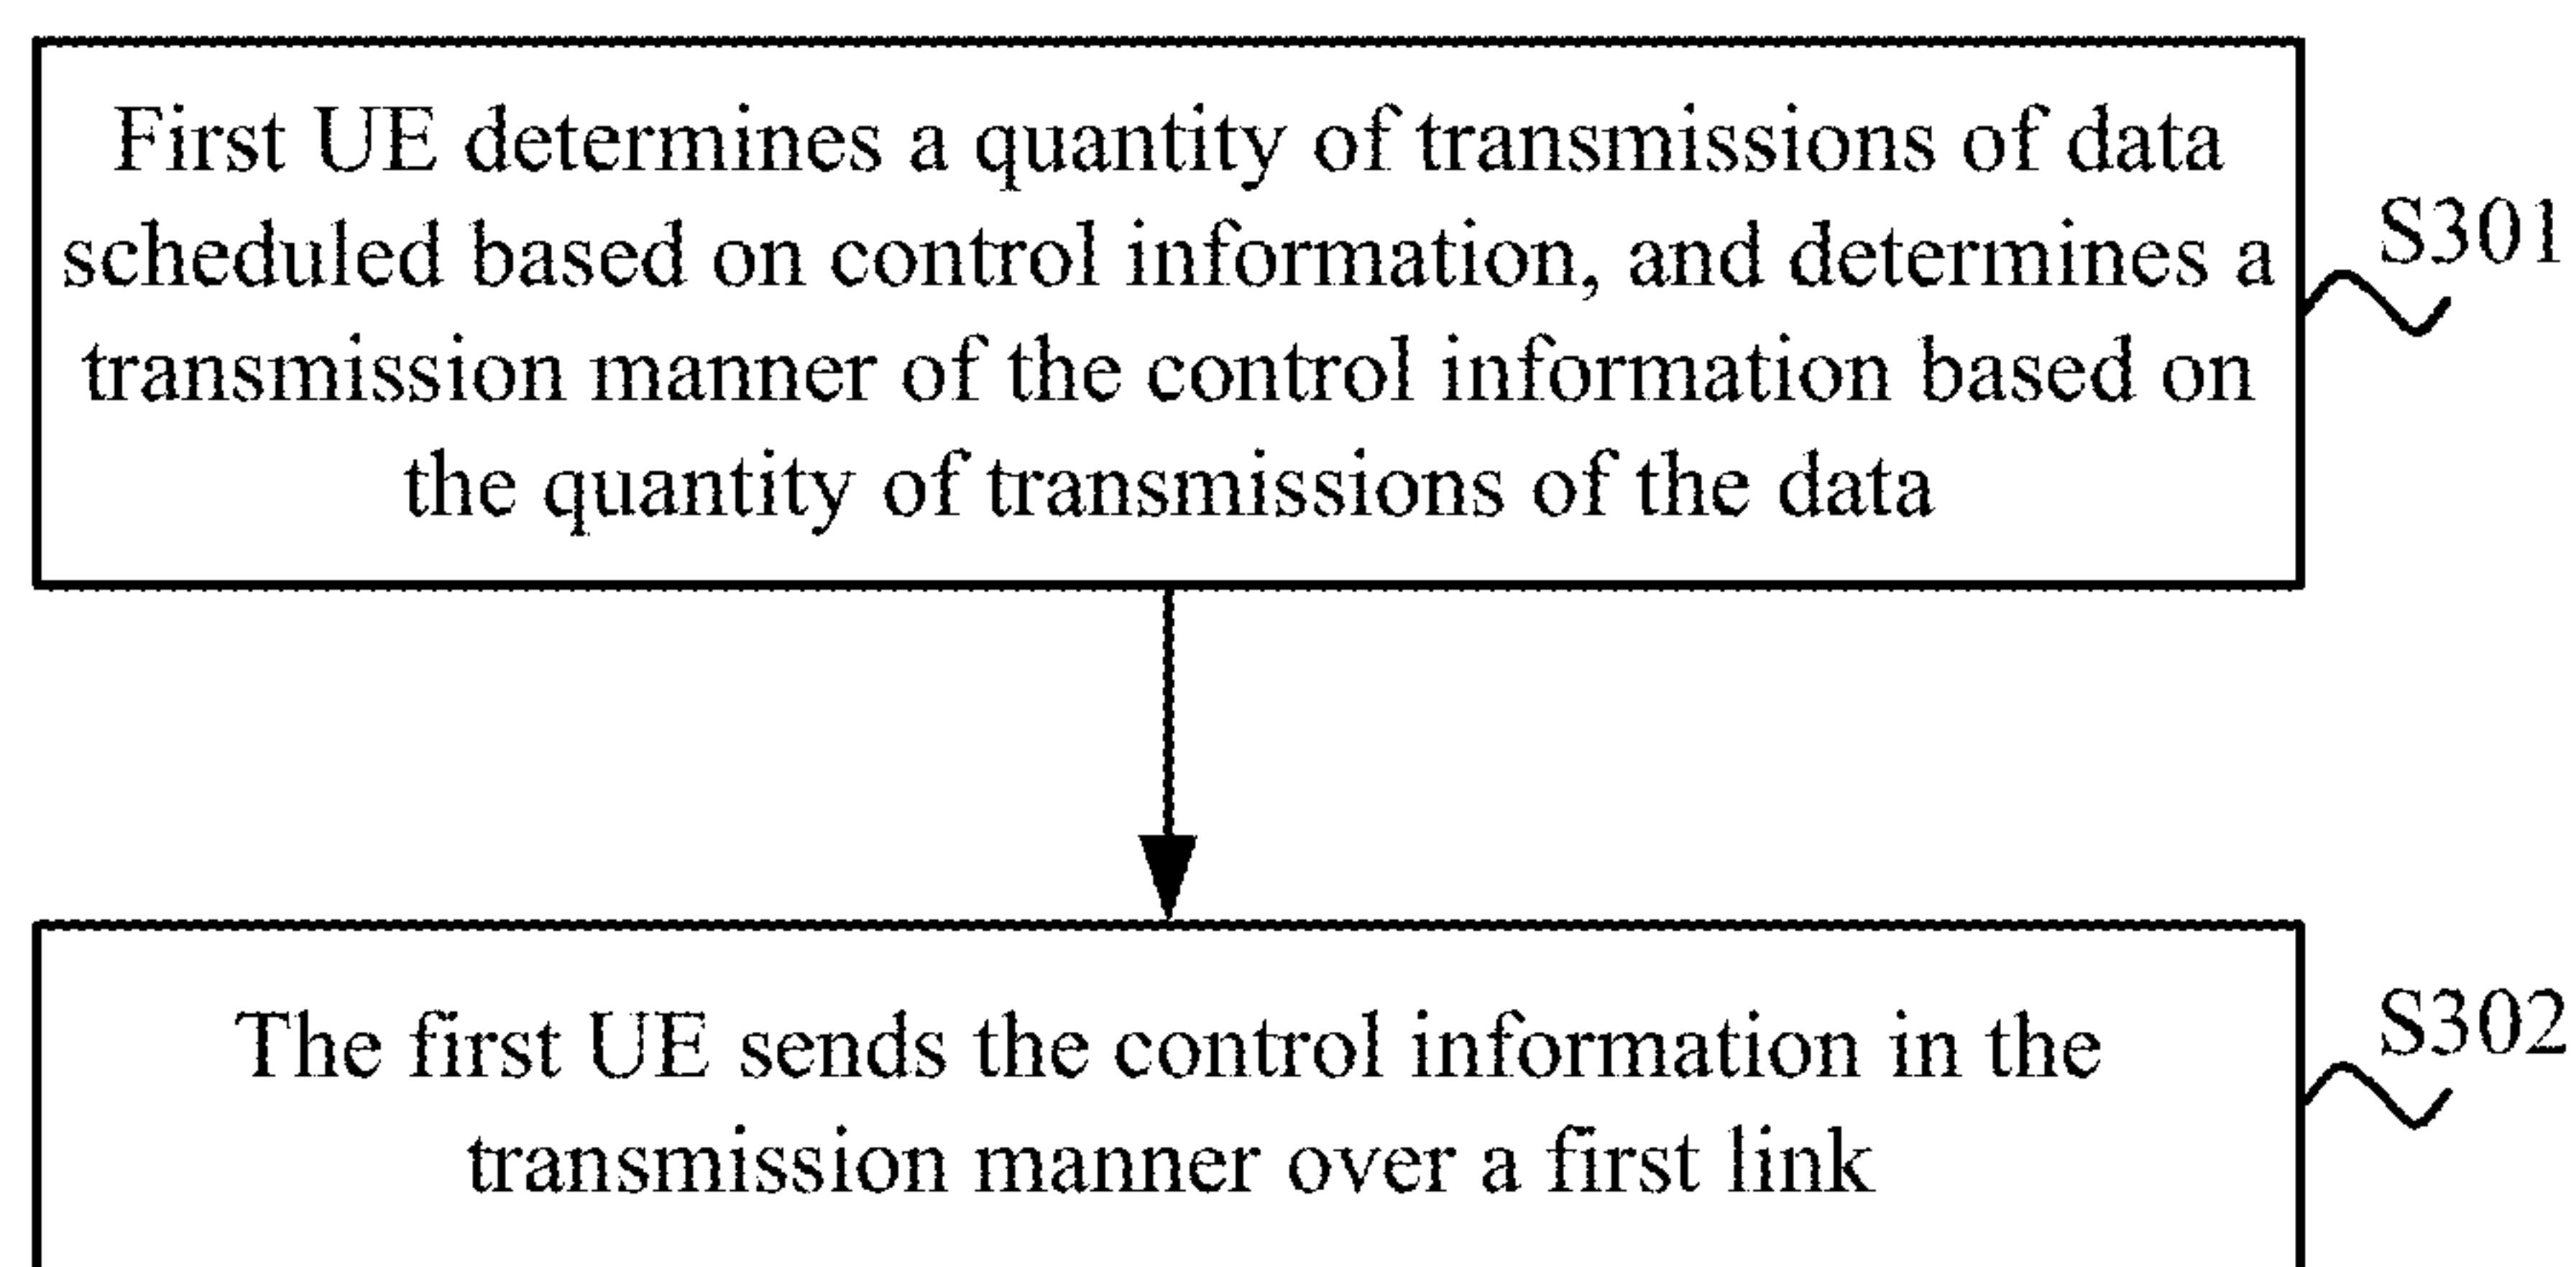 First UE determines a quantity of transmissions of data
scheduled based on control information, and determines a
transmission manner of the control information based on
the quantity of transmissions of the data
S301
The first UE sends the control information in the
transmission manner over a first link
S302